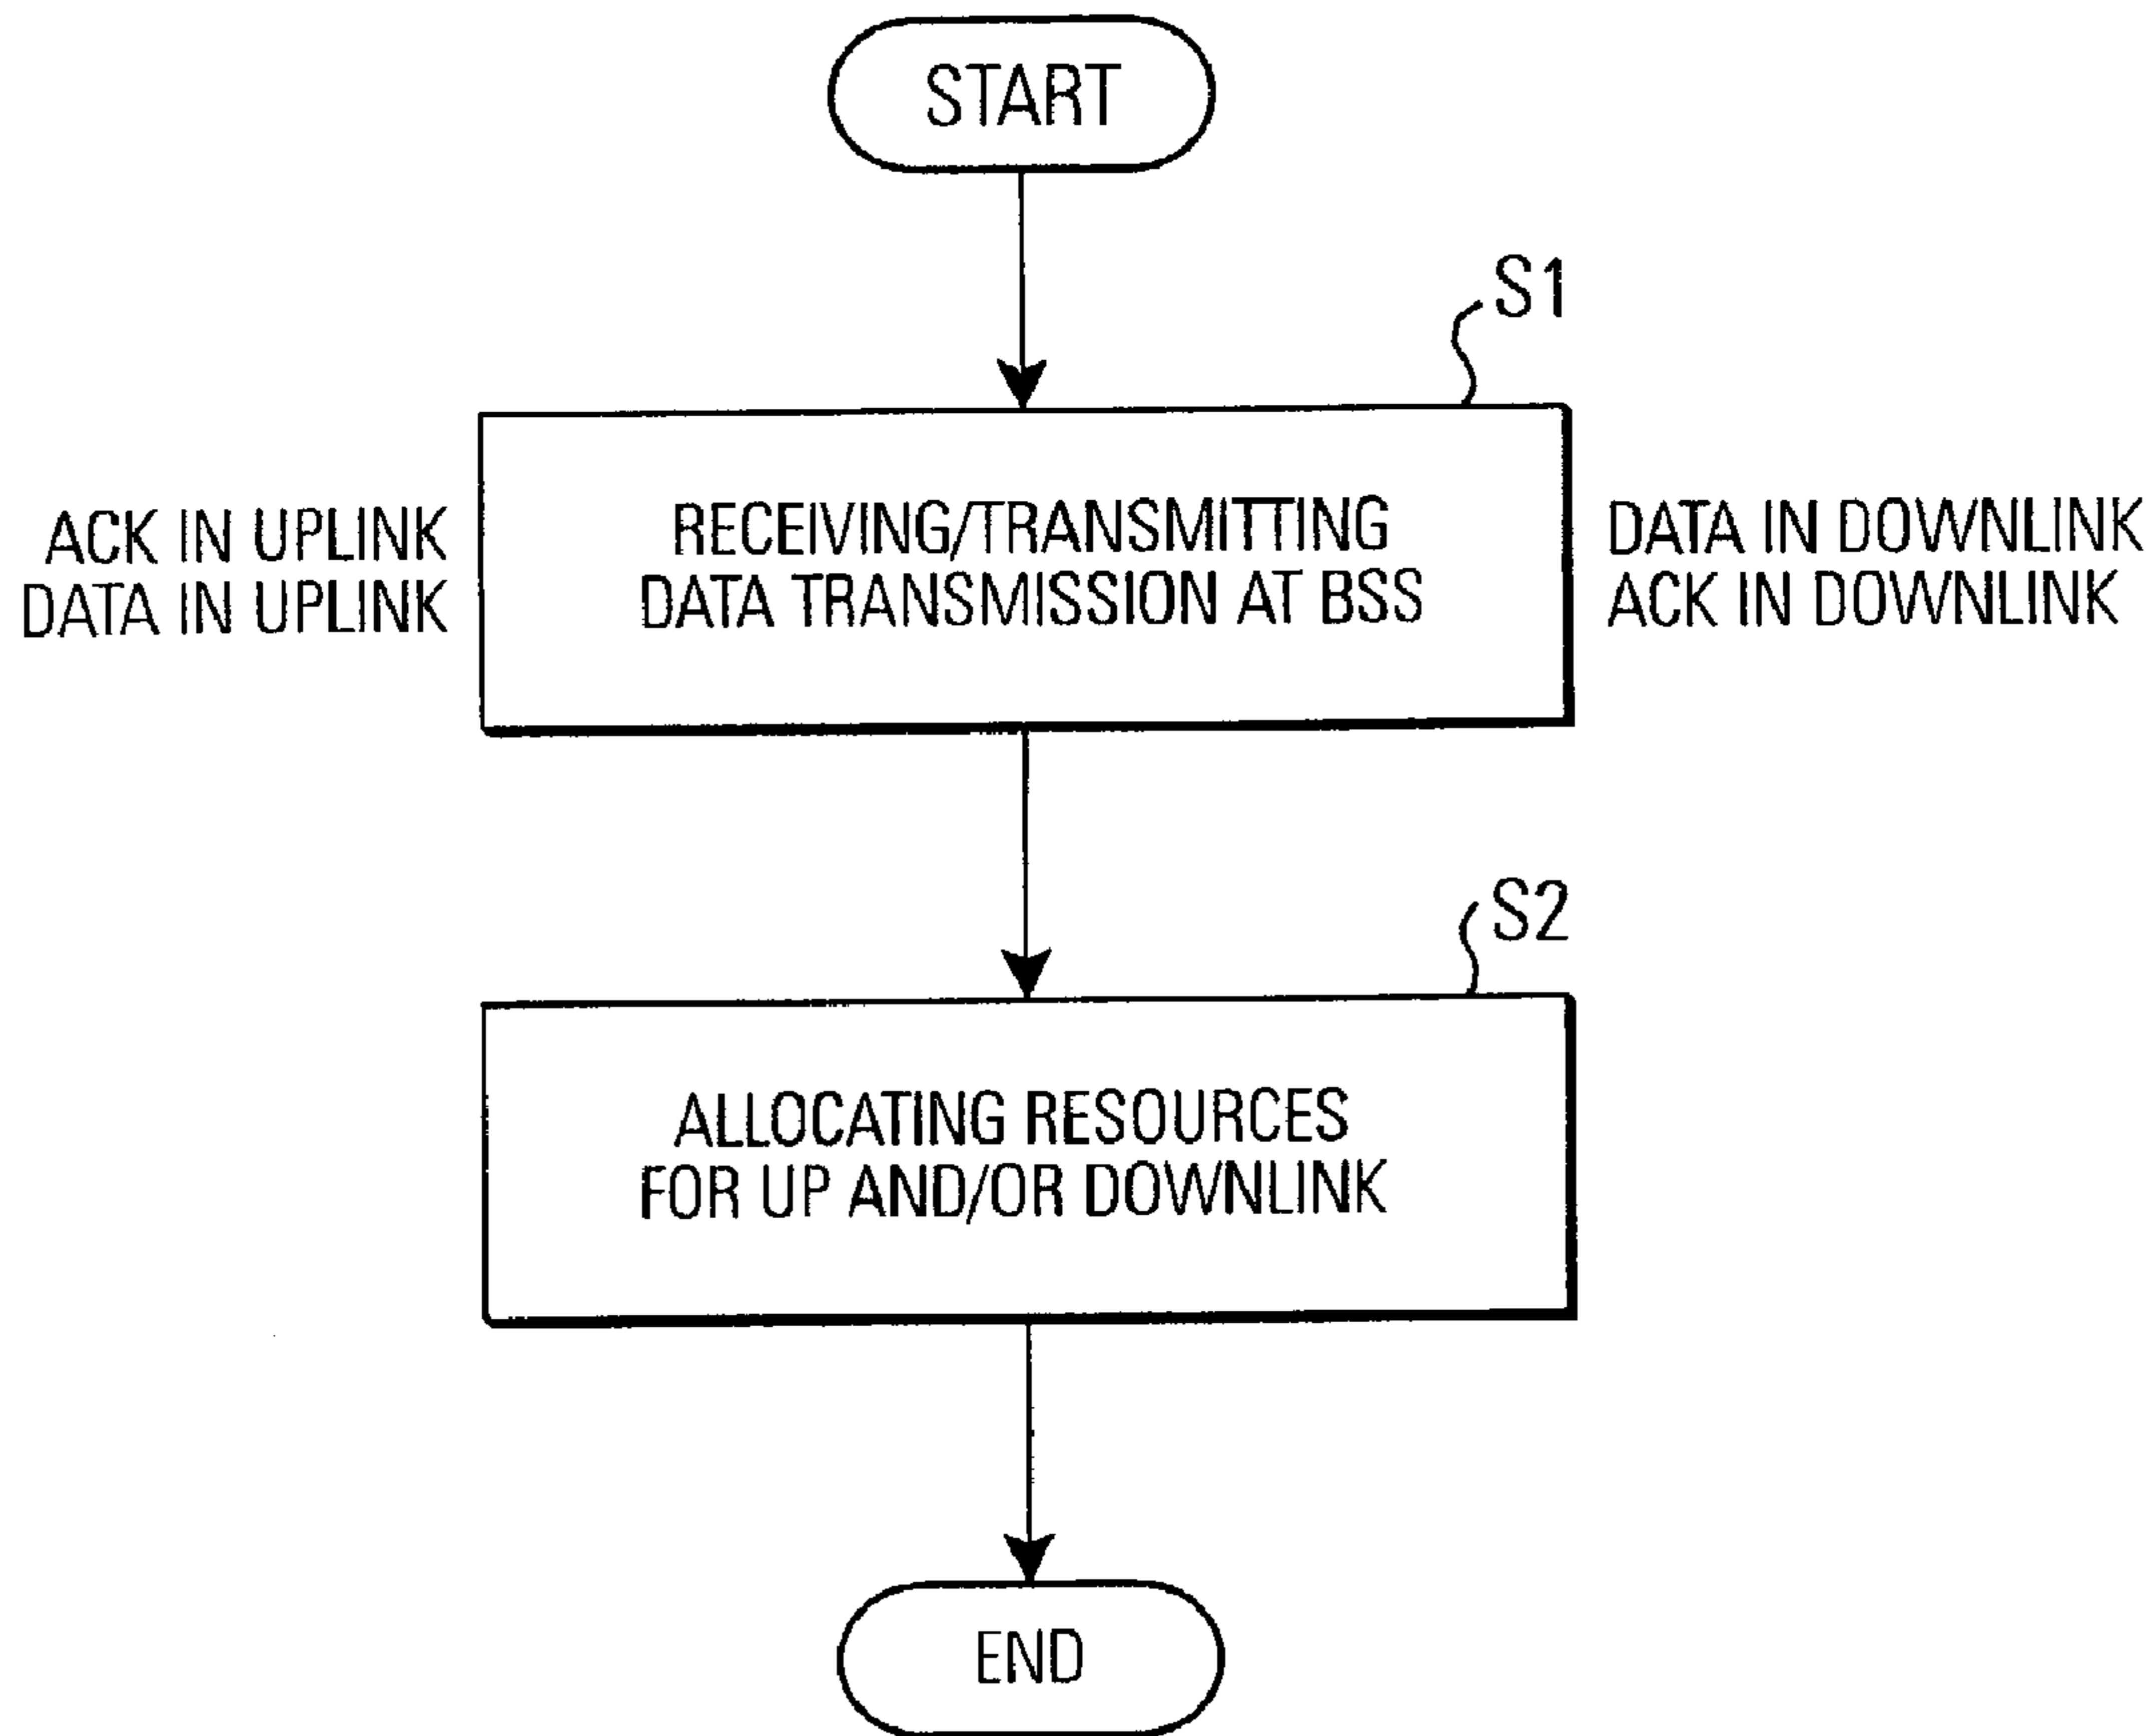 START
S1
ACK IN UPLINK
DATA IN UPLINK
RECEIVING/TRANSMITTING
DATA TRANSMISSION AT BSS
DATA IN DOWNLINK
ACK IN DOWNLINK
S2
ALLOCATING RESOURCES
FOR UP AND/OR DOWNLINK
END